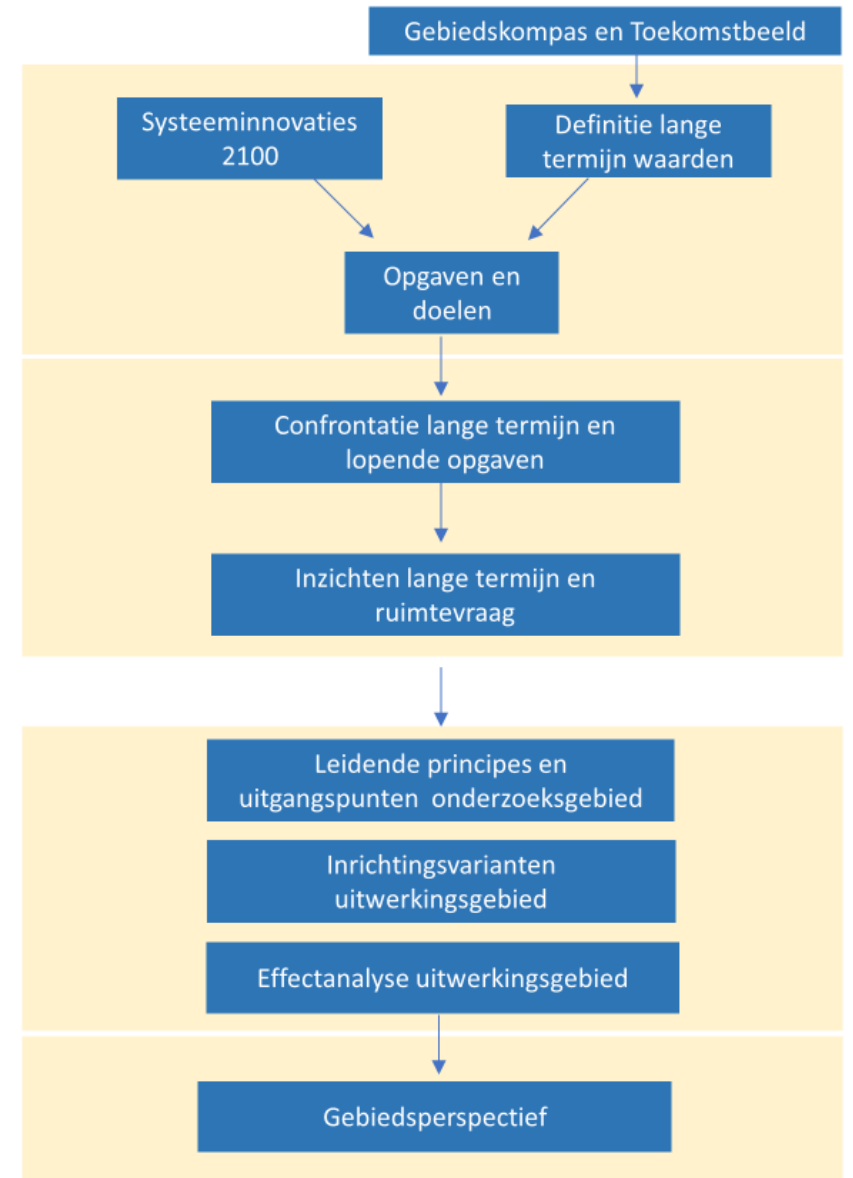 Gebiedskompas en Toekomstbeeld
Systeeminnovaties
2100
Definitie lange
termijn waarden
Opgaven en
doelen
Confrontatie lange termijn en
lopende opgaven
Inzichten lange termijn en
ruimtevraag
Leidende principes en
uitgangspunten onderzoeksgebied
Inrichtingsvarianten
uitwerkingsgebied
Effectanalyse uitwerkingsgebied
Gebiedsperspectief